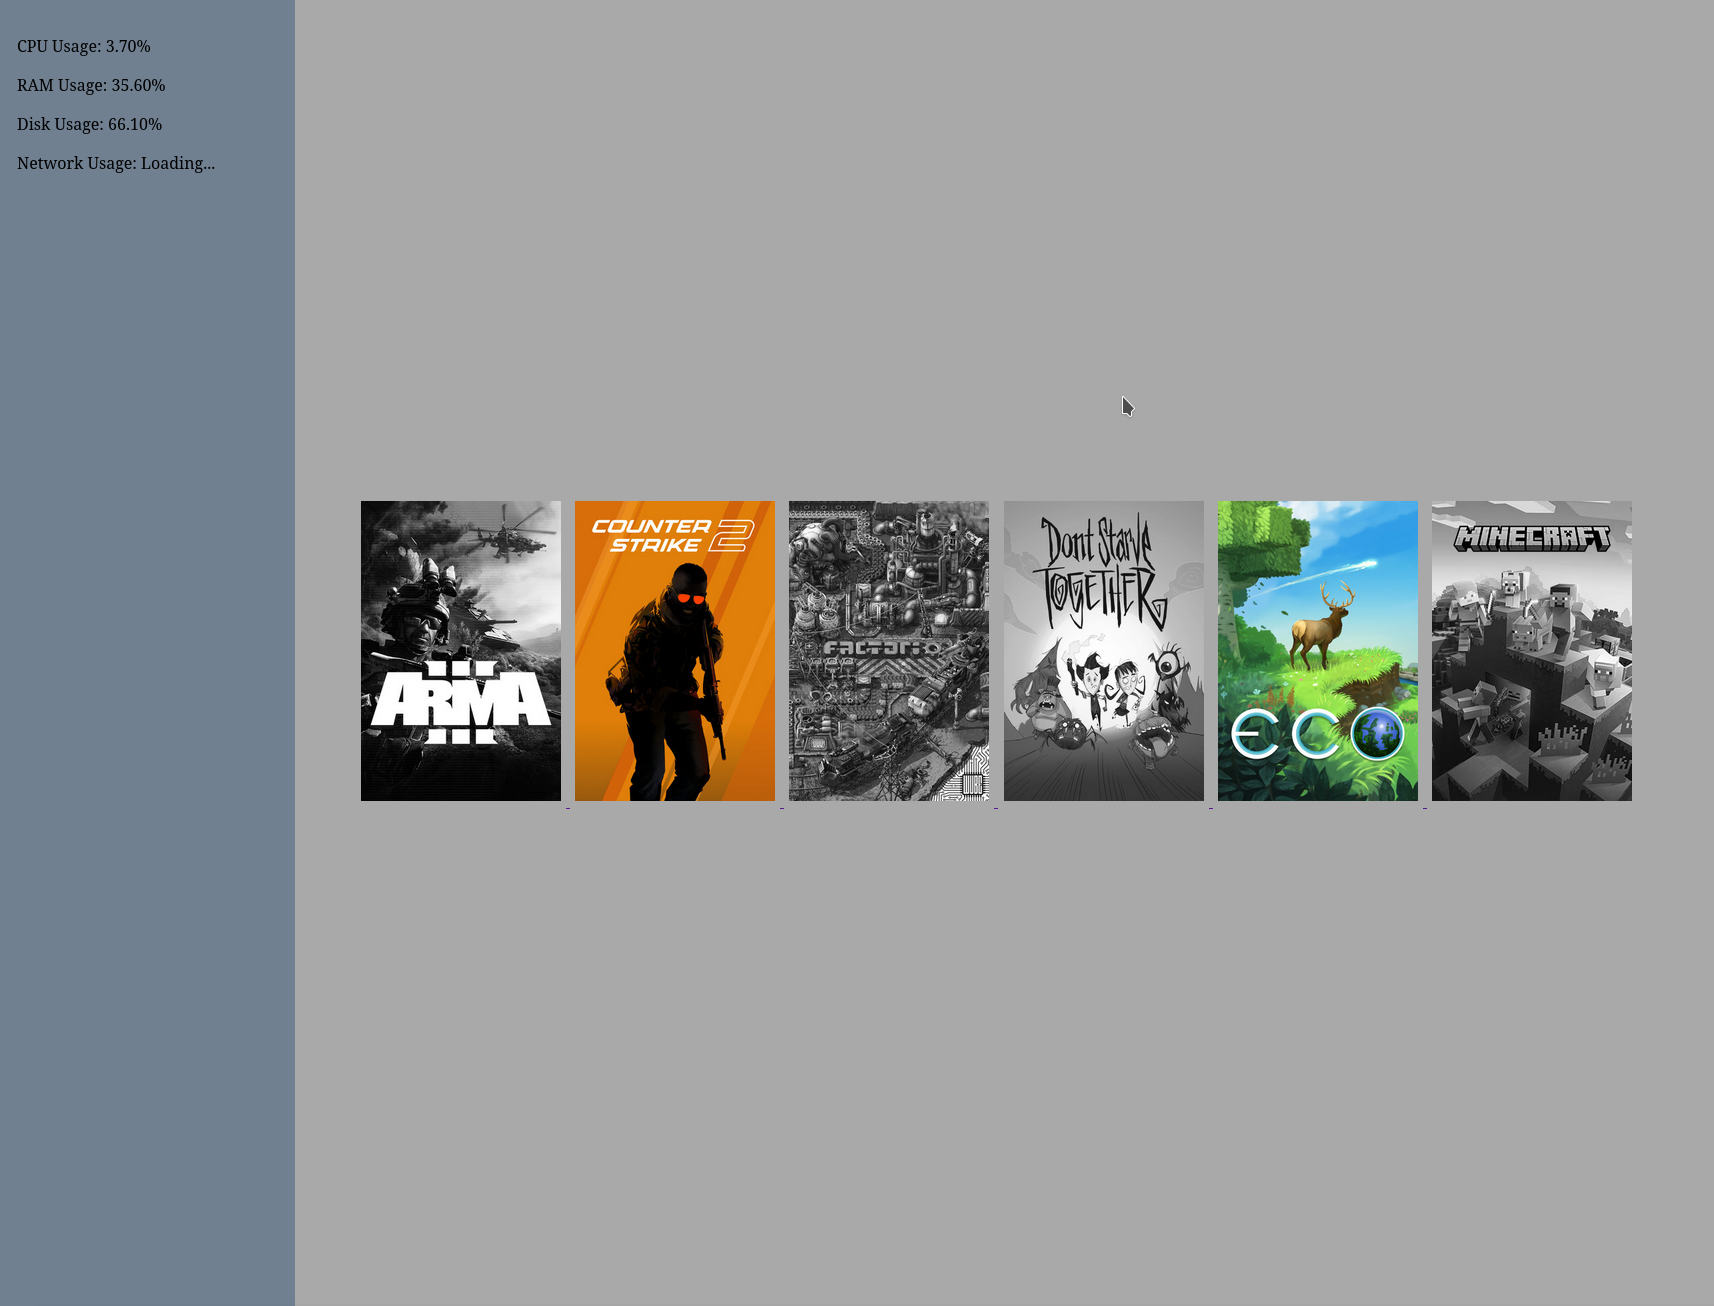 CPU Usage: 3.70%
RAM Usage: 35.60%
Disk Usage: 66.10%
Network Usage: Loading...
ARMA
III
COUNTER
STRIKE 2
FACTORIO
Don't Starve
TOGETHER
eco
MINECRAFT